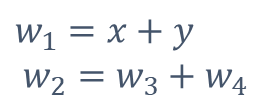 w₁ = x + y
w₂ = w₃ + w₄